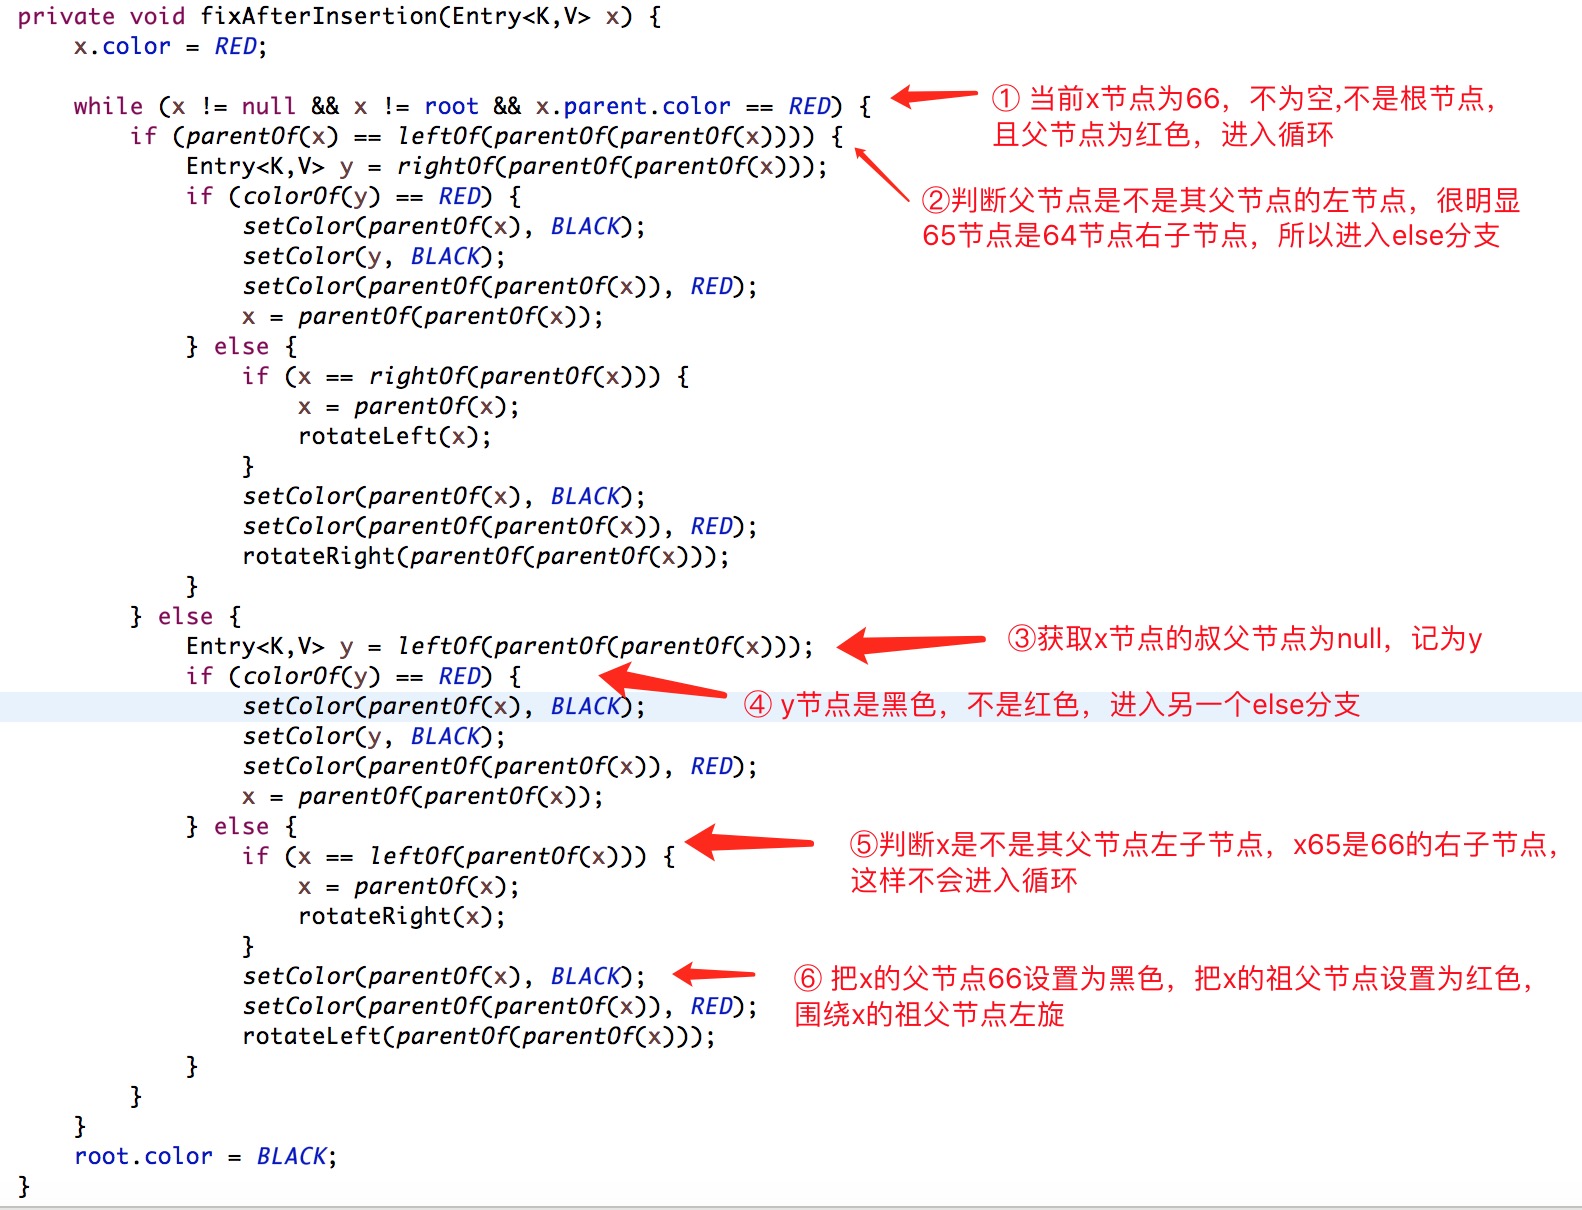 private void fixAfterInsertion(Entry<K,V> x) {
x.color = RED;
while (x != null && x != root && x.parent.color == RED) {
① 当前x节点为66，不为空,不是根节点，
且父节点为红色，进入循环
if (parentOf(x) == leftOf(parentOf(parentOf(x)))) {
Entry<K,V> y = rightOf(parentOf(parentOf(x)));
②判断父节点是不是其父节点的左节点，很明显
65节点是64节点右子节点，所以进入else分支
if (colorOf(y) == RED) {
setColor(parentOf(x), BLACK);
setColor(y, BLACK);
setColor(parentOf(parentOf(x)), RED);
x = parentOf(parentOf(x));
} else {
if (x == rightOf(parentOf(x))) {
x = parentOf(x);
rotateLeft(x);
}
setColor(parentOf(x), BLACK);
setColor(parentOf(parentOf(x)), RED);
rotateRight(parentOf(parentOf(x)));
}
} else {
Entry<K,V> y = leftOf(parentOf(parentOf(x)));
③获取x节点的叔父节点为null，记为y
if (colorOf(y) == RED) {
④ y节点是黑色，不是红色，进入另一个else分支
setColor(parentOf(x), BLACK);
setColor(y, BLACK);
setColor(parentOf(parentOf(x)), RED);
x = parentOf(parentOf(x));
} else {
⑤判断x是不是其父节点左子节点，x65是66的右子节点，
这样不会进入循环
if (x == leftOf(parentOf(x))) {
x = parentOf(x);
rotateRight(x);
}
setColor(parentOf(x), BLACK);
⑥ 把x的父节点66设置为黑色，把x的祖父节点设置为红色，
围绕x的祖父节点左旋
setColor(parentOf(parentOf(x)), RED);
rotateLeft(parentOf(parentOf(x)));
}
}
}
root.color = BLACK;
}